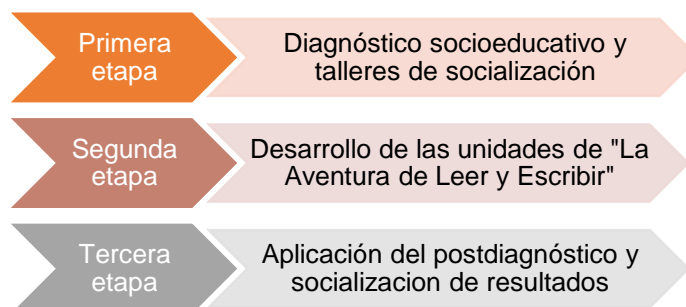 Primera
etapa
Diagnóstico socioeducativo y
talleres de socialización
Segunda
etapa
Desarrollo de las unidades de "La
Aventura de Leer y Escribir"
Tercera
etapa
Aplicación del postdiagnóstico y
socializacion de resultados